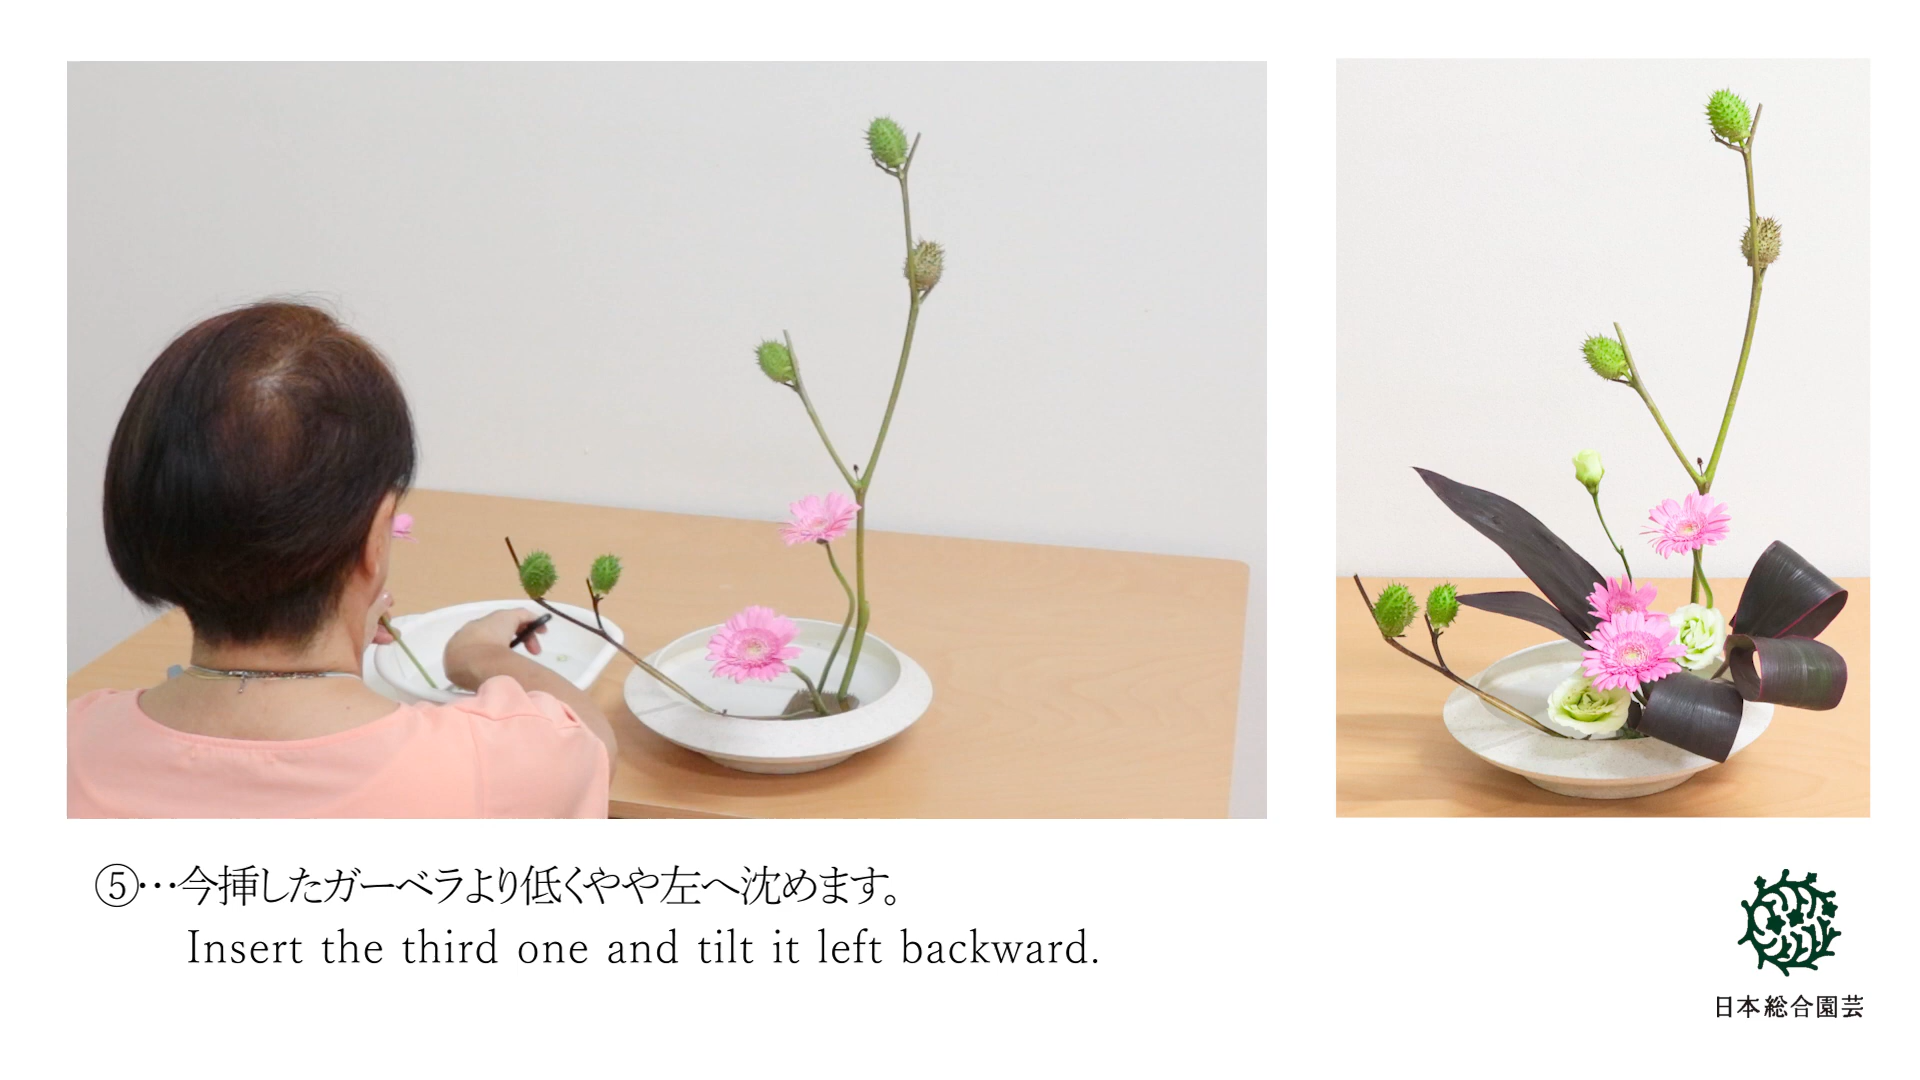 ⑤…今挿したガーベラより低くやや左へ沈めます。
Insert the third one and tilt it left backward.
日本総合園芸